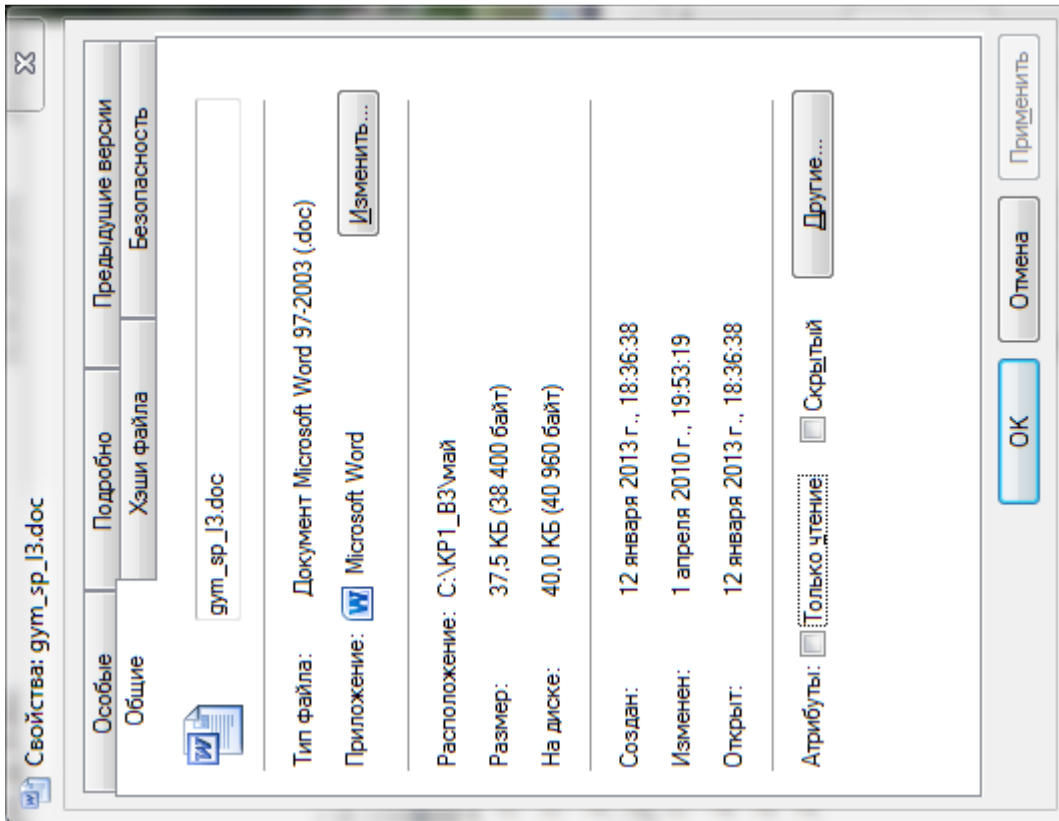 Свойства: gym_sp_l3.doc
Особые Подробно Предыдущие версии
Общие Хэши файла Безопасность
gym_sp_l3.doc
Тип файла: Документ Microsoft Word 97-2003 (.doc)
Приложение: Microsoft Word Изменить...
Расположение: C:\KP1_B3\май
Размер: 37,5 КБ (38 400 байт)
На диске: 40,0 КБ (40 960 байт)
Создан: 12 января 2013 г., 18:36:38
Изменен: 1 апреля 2010 г., 19:53:19
Открыт: 12 января 2013 г., 18:36:38
Атрибуты: Только чтение Скрытый Другие...
OK Отмена Применить